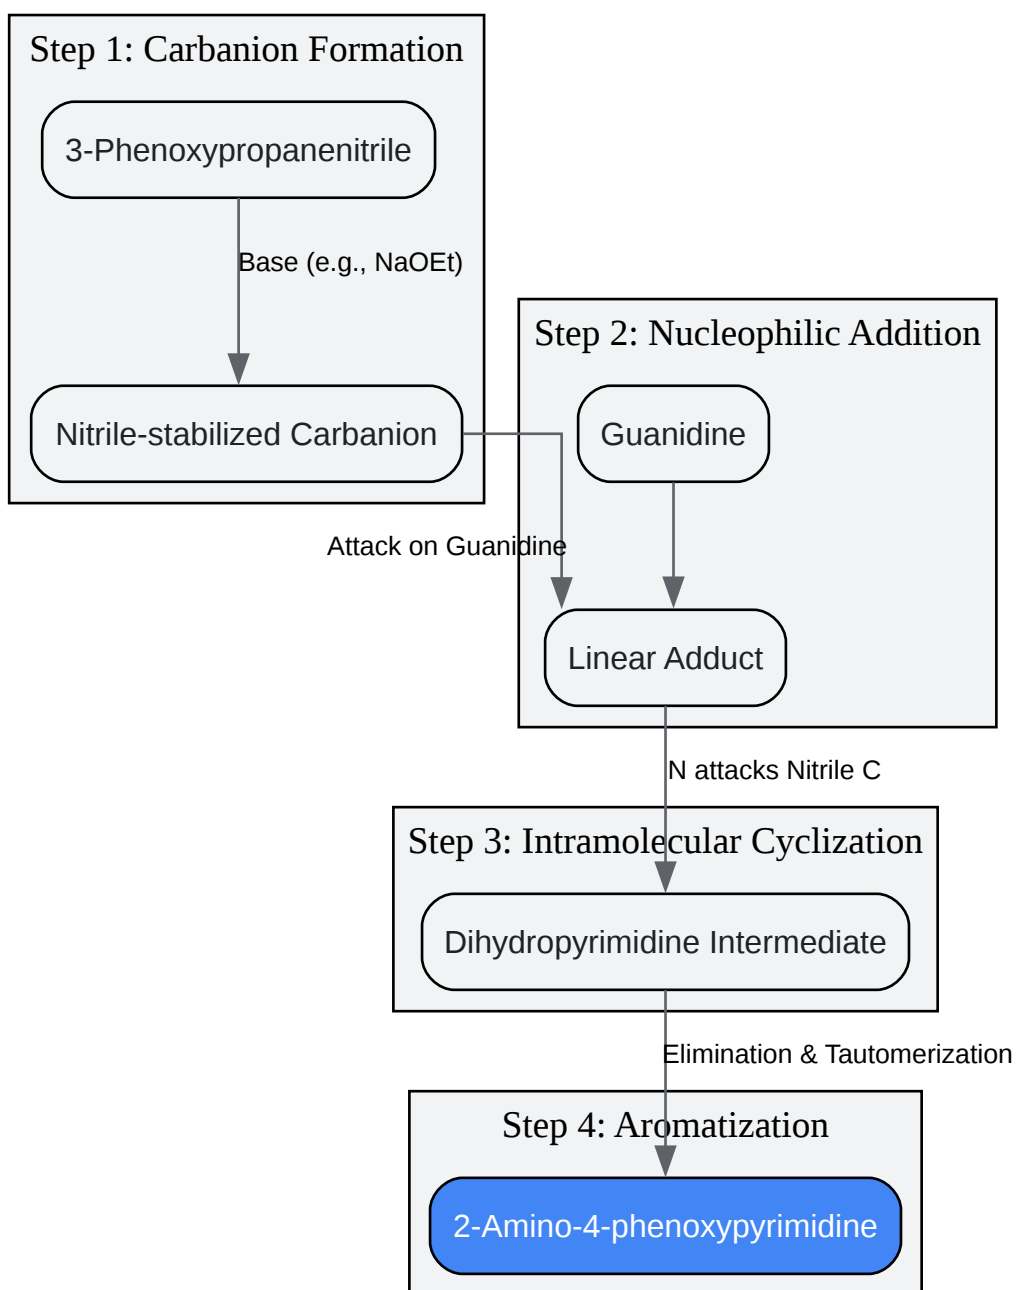 Step 1: Carbanion Formation
3-Phenoxypropanenitrile
Base (e.g., NaOEt)
Nitrile-stabilized Carbanion
Step 2: Nucleophilic Addition
Guanidine
Attack on Guanidine
Linear Adduct
N attacks Nitrile C
Step 3: Intramolecular Cyclization
Dihydropyrimidine Intermediate
Elimination & Tautomerization
Step 4: Aromatization
2-Amino-4-phenoxypyrimidine